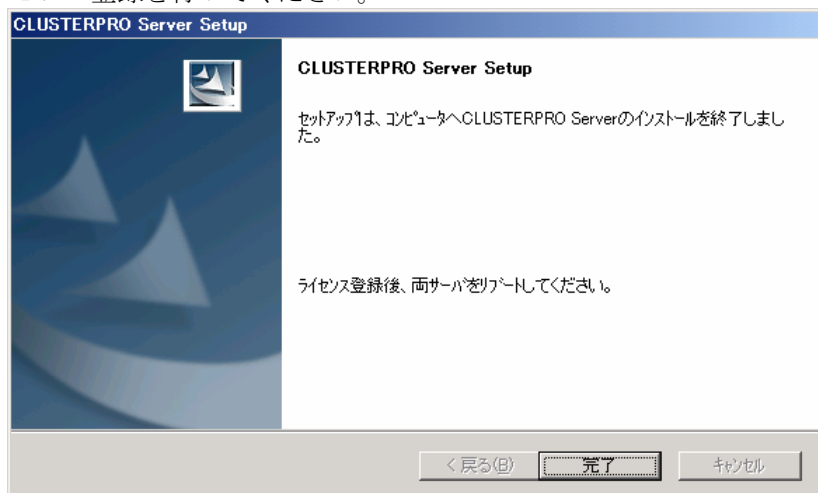 CLUSTERPRO Server Setup
CLUSTERPRO Server Setup
セットアップは、コンピュータへCLUSTERPRO Serverのインストールを終了しまし
た。
ライセンス登録後、両サーバをリブートしてください。
< 戻る(B)
完了
キャンセル